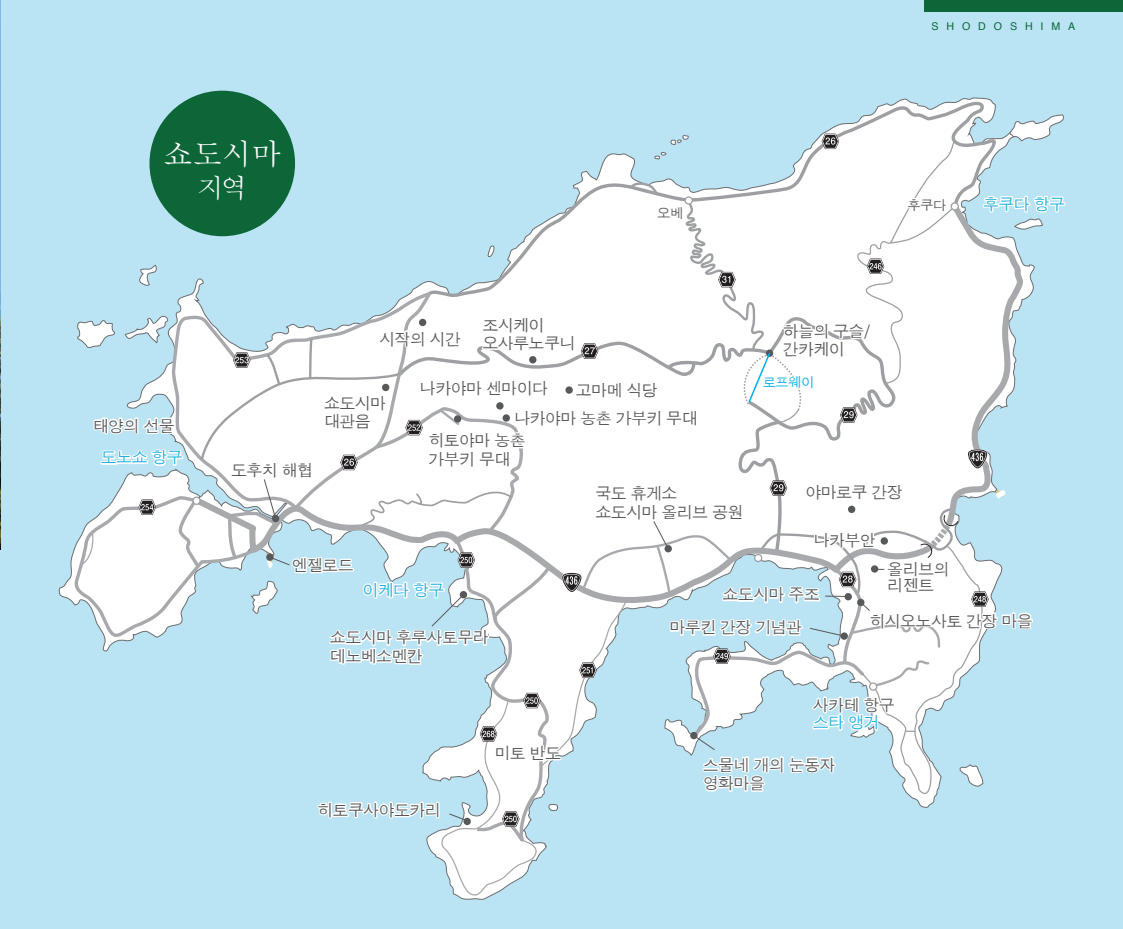 SHODOSHIMA
쇼도시마
지역
26
오베
후쿠다
후쿠다 항구
246
31
시작의 시간
조시케이
오사루노쿠니
27
하늘의 구슬/
간카케이
로프웨이
253
쇼도시마
대관음
나카야마 센마이다
고마메 식당
나카야마 농촌 가부키 무대
252
히토야마 농촌
가부키 무대
29
태양의 선물
도노쇼 항구
도후치 해협
26
436
29
국도 휴게소
쇼도시마 올리브 공원
야마로쿠 간장
254
나카부안
엔젤로드
250
이케다 항구
436
올리브의
리젠트
28
쇼도시마 주조
248
히시오노사토 간장 마을
마루킨 간장 기념관
쇼도시마 후루사토무라
데노베소멘칸
249
251
250
사카테 항구
스타 앵커
268
미토 반도
스물네 개의 눈동자
영화마을
히토쿠사야도카리
250